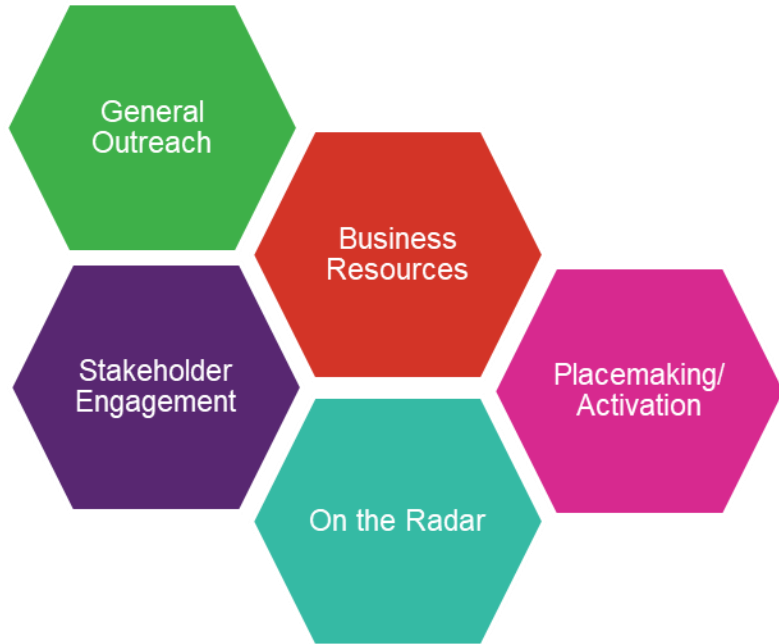 General
Outreach
Business
Resources
Stakeholder
Engagement
Placemaking/
Activation
On the Radar